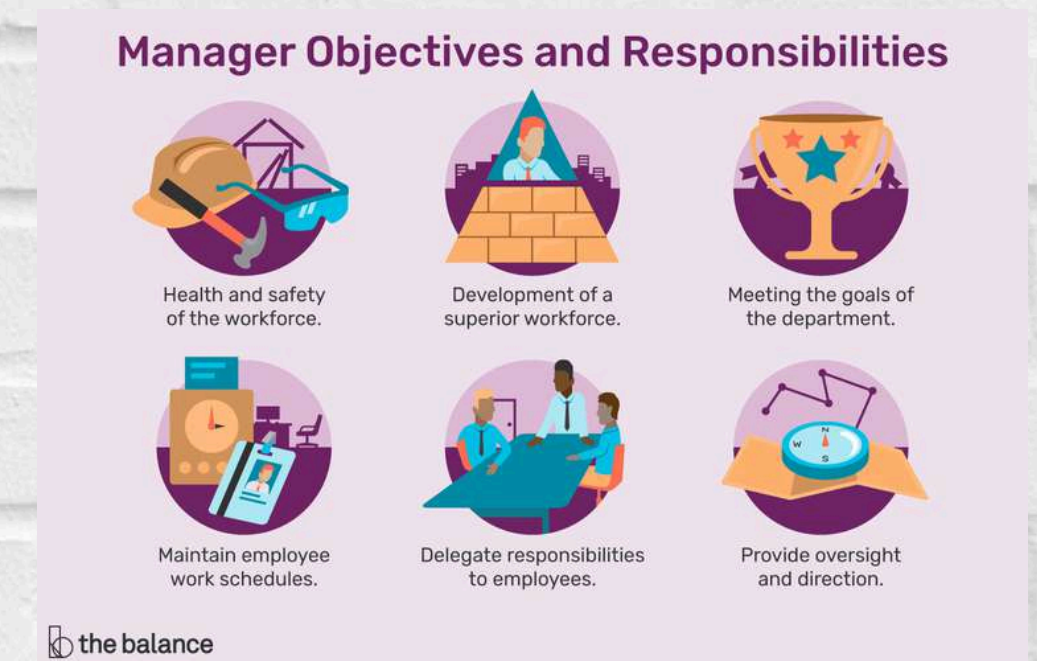 Manager Objectives and Responsibilities
Health and safety
of the workforce.
Development of a
superior workforce.
Meeting the goals of
the department.
Maintain employee
work schedules.
Delegate responsibilities
to employees.
Provide oversight
and direction.
N
W
S
the balance